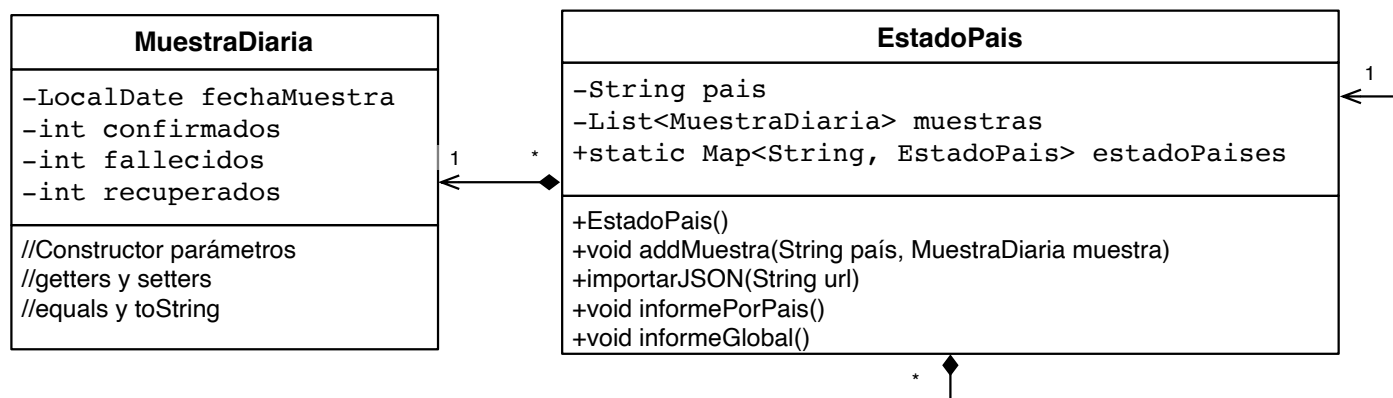 MuestraDiaria
-LocalDate fechaMuestra
-int confirmados
-int fallecidos
-int recuperados
//Constructor parámetros
//getters y setters
//equals y toString
1
*
EstadoPais
-String pais
-List<MuestraDiaria> muestras
+static Map<String, EstadoPais> estadoPaises
+EstadoPais()
+void addMuestra(String país, MuestraDiaria muestra)
+importarJSON(String url)
+void informePorPais()
+void informeGlobal()
1
*